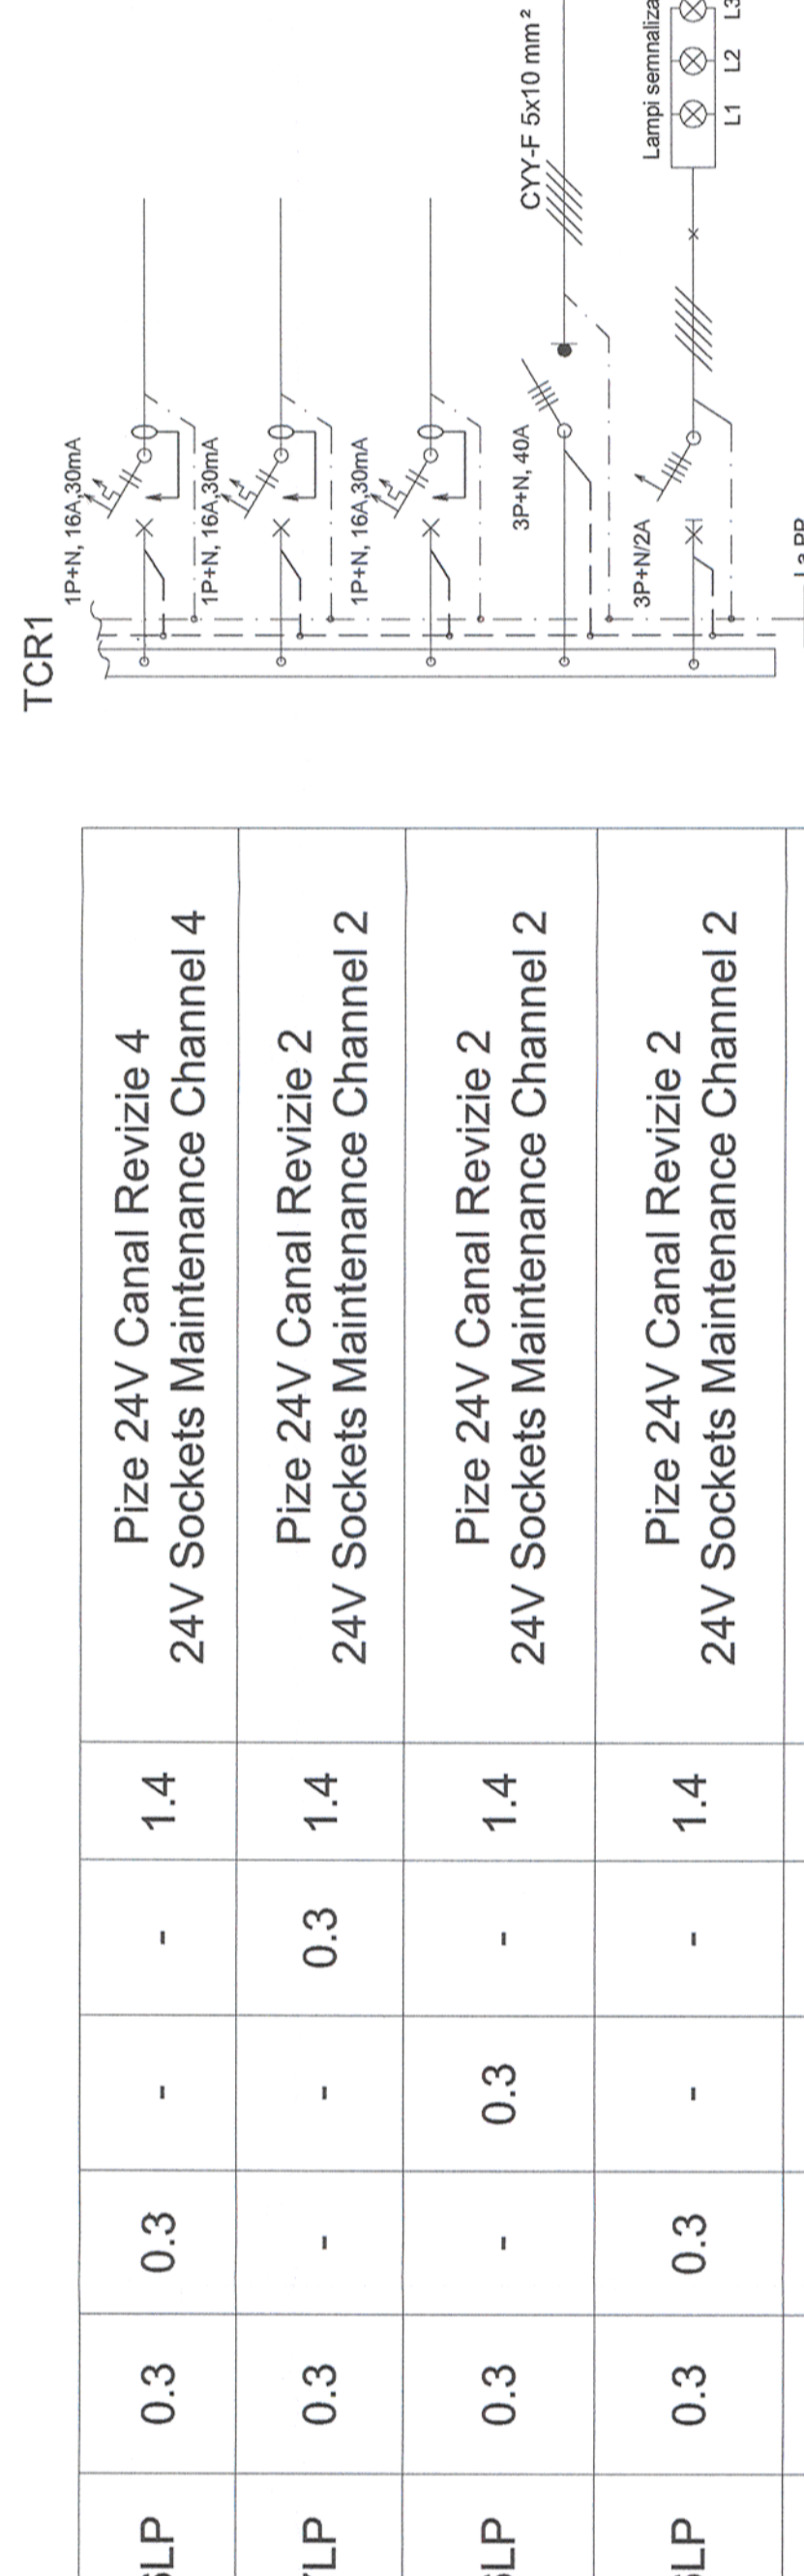 TCR1
1P+N, 16A,30mA
1P+N, 16A,30mA
1P+N, 16A,30mA
3P+N, 40A
CYY-F 5x10 mm²
3P+N/2A
L1 L2 L3
Pize 24V Canal Revizie 4
24V Sockets Maintenance Channel 4
1.4
-
-
0.3
0.3
Pize 24V Canal Revizie 2
24V Sockets Maintenance Channel 2
1.4
0.3
-
-
0.3
Pize 24V Canal Revizie 2
24V Sockets Maintenance Channel 2
1.4
-
0.3
-
0.3
Pize 24V Canal Revizie 2
24V Sockets Maintenance Channel 2
1.4
-
-
0.3
0.3
Lampi